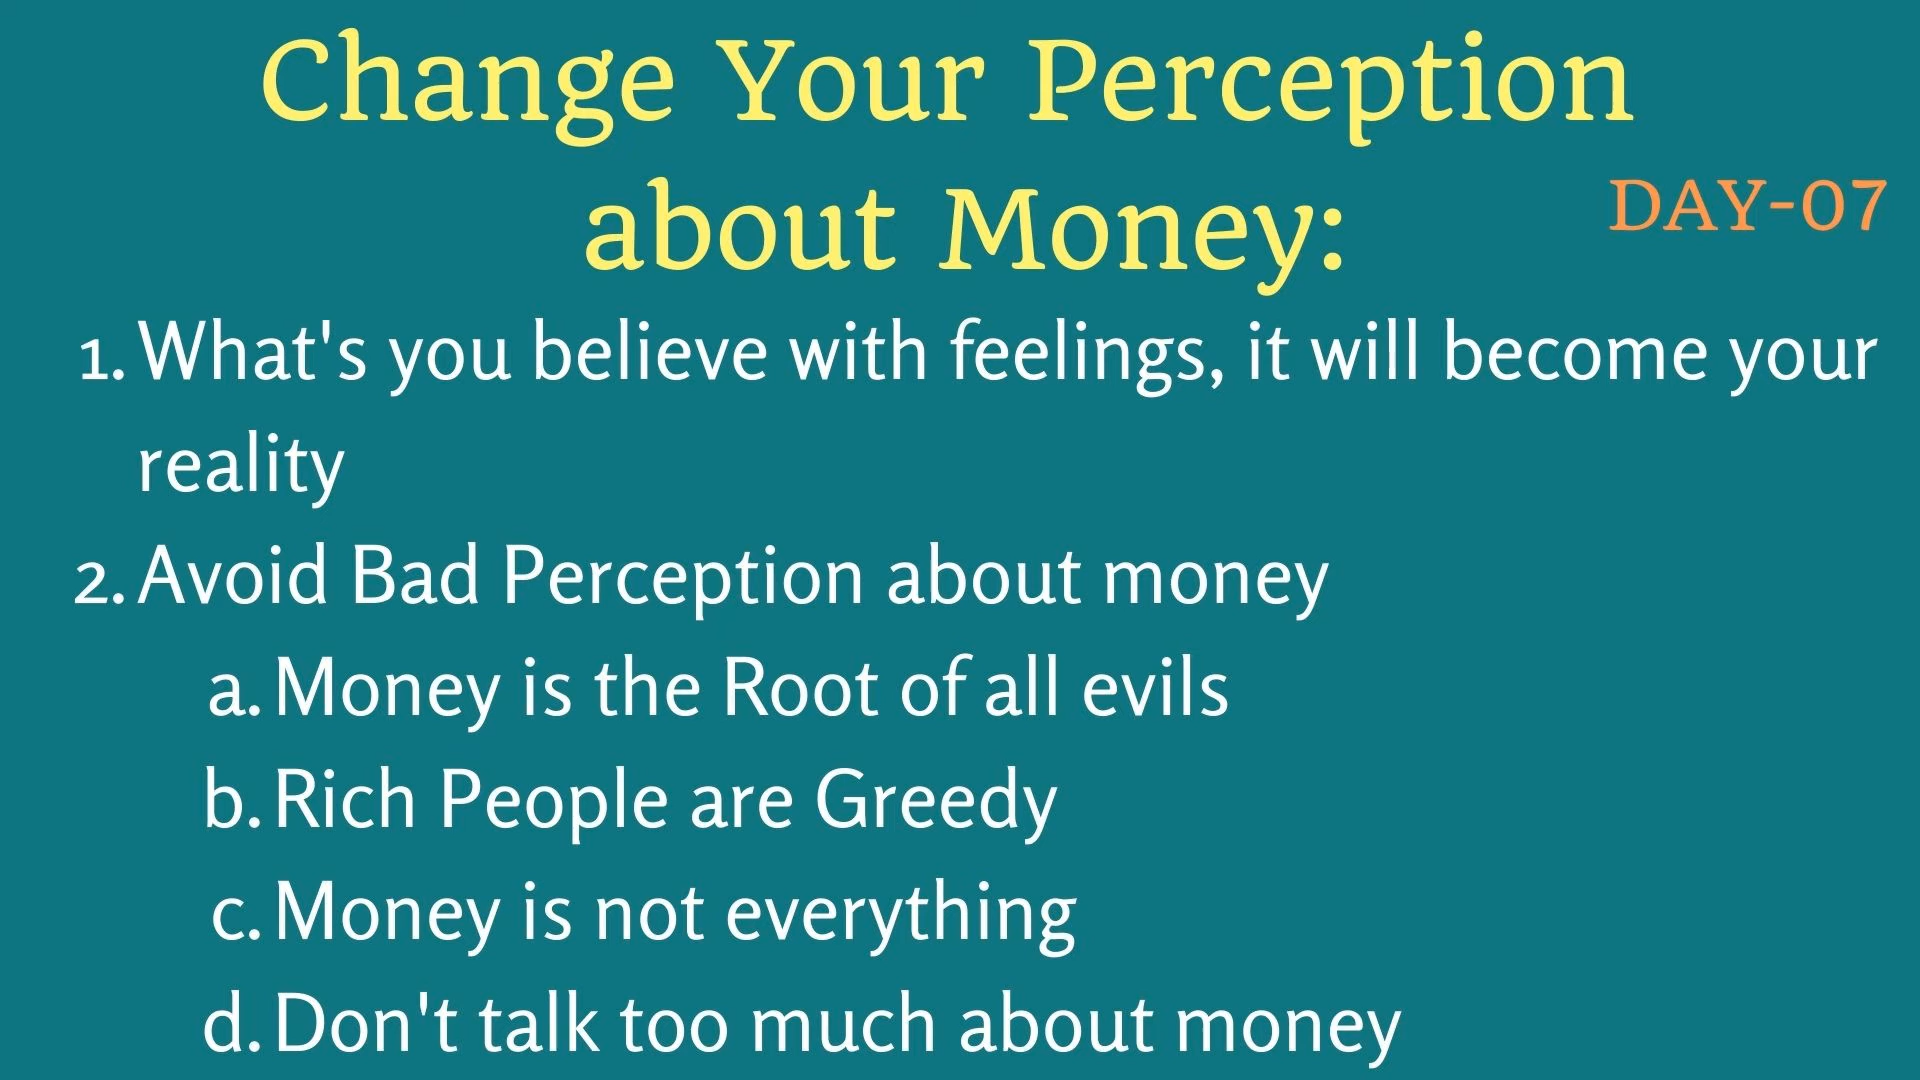 Change Your Perception
about Money:
DAY-07
1. What's you believe with feelings, it will become your
reality
2. Avoid Bad Perception about money
a. Money is the Root of all evils
b. Rich People are Greedy
c. Money is not everything
d. Don't talk too much about money